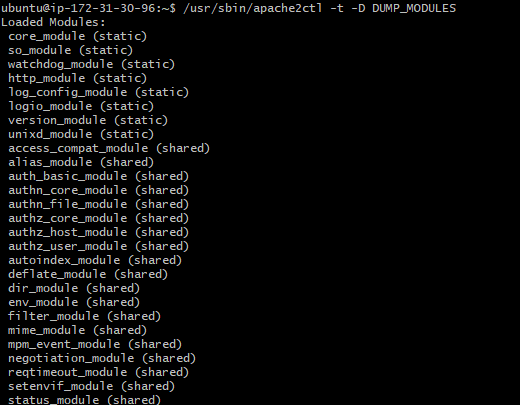 ubuntu@ip-172-31-30-96:~$ /usr/sbin/apache2ctl -t -D DUMP_MODULES
Loaded Modules:
 core_module (static)
 so_module (static)
 watchdog_module (static)
 http_module (static)
 log_config_module (static)
 logio_module (static)
 version_module (static)
 unixd_module (static)
 access_compat_module (shared)
 alias_module (shared)
 auth_basic_module (shared)
 authn_core_module (shared)
 authn_file_module (shared)
 authz_core_module (shared)
 authz_host_module (shared)
 authz_user_module (shared)
 autoindex_module (shared)
 deflate_module (shared)
 dir_module (shared)
 env_module (shared)
 filter_module (shared)
 mime_module (shared)
 mpm_event_module (shared)
 negotiation_module (shared)
 reqtimeout_module (shared)
 setenvif_module (shared)
 status_module (shared)